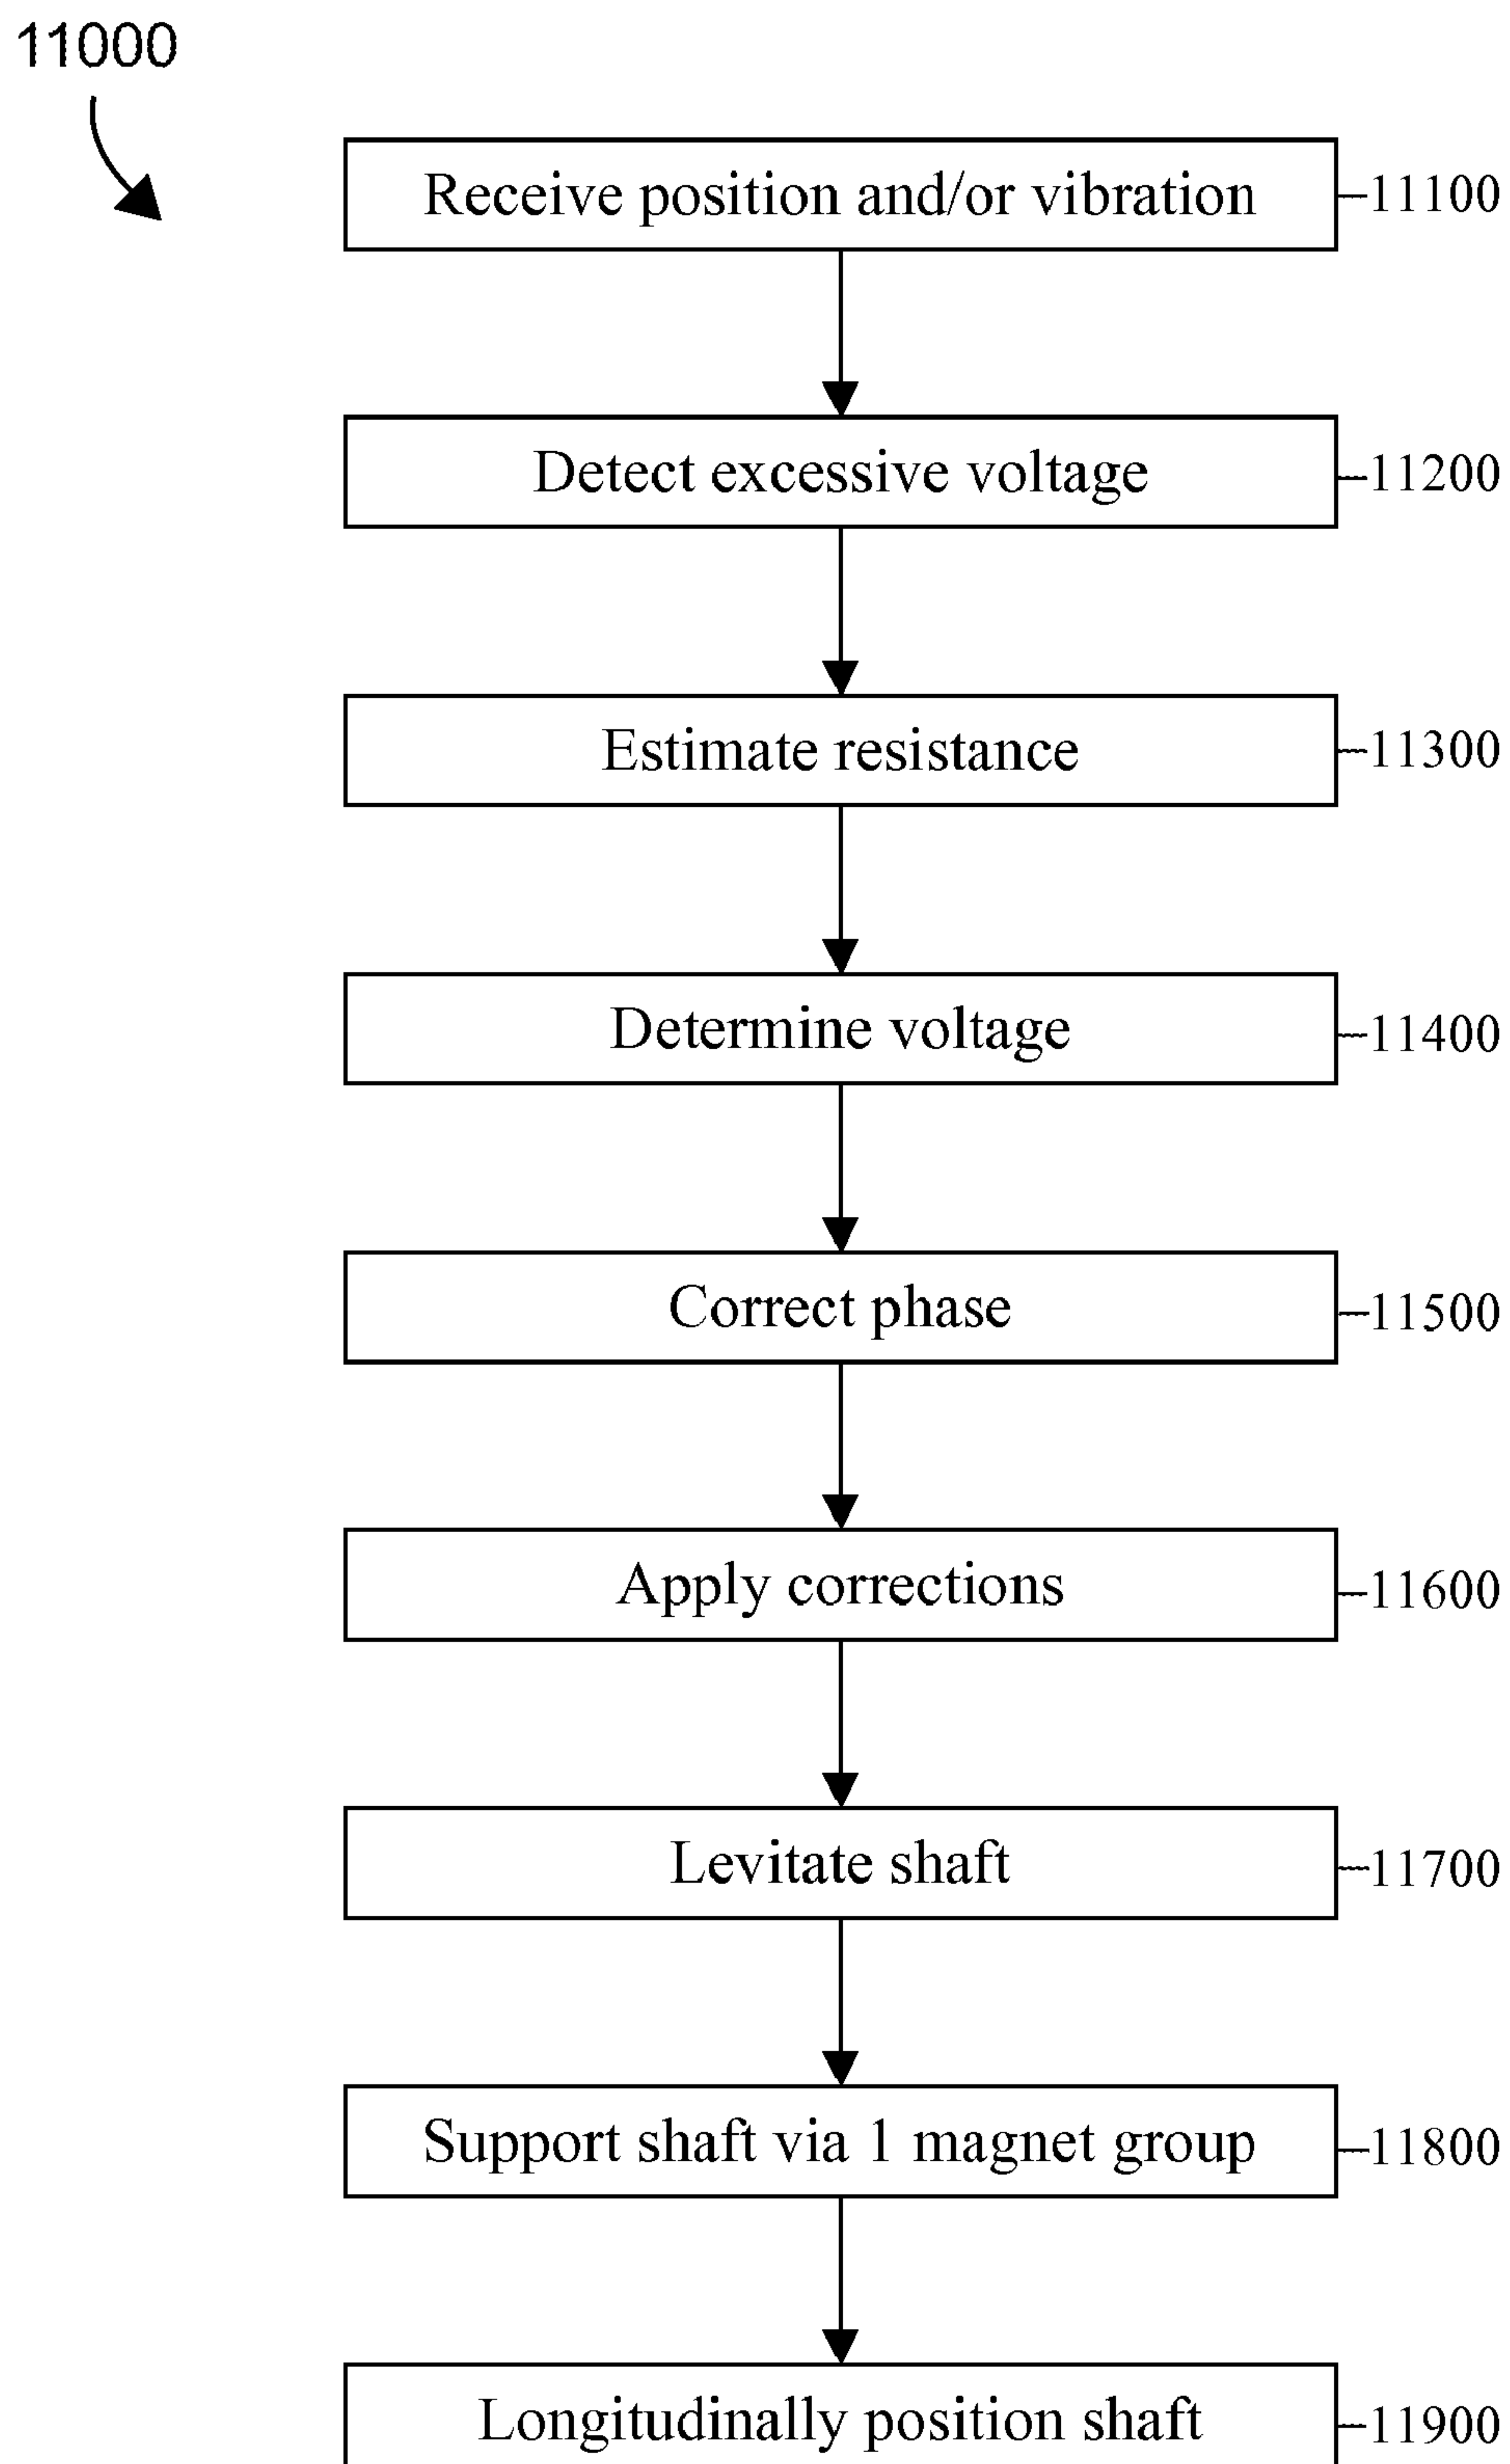 11000
Receive position and/or vibration
11100
Detect excessive voltage
11200
Estimate resistance
11300
Determine voltage
11400
Correct phase
11500
Apply corrections
11600
Levitate shaft
11700
Support shaft via 1 magnet group
11800
Longitudinally position shaft
11900